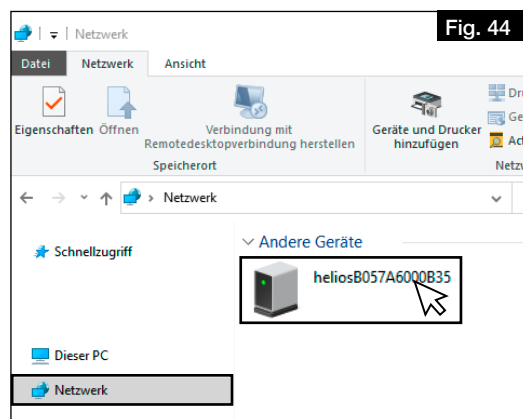 Fig. 44
Netzwerk
Datei Netzwerk Ansicht
Eigenschaften Öffnen Verbindung mit Remotedesktopverbindung herstellen Geräte und Drucker hinzufügen
Speicherort
Netzwerk
Schnellzugriff
Andere Geräte
heliosB057A6000B35
Dieser PC
Netzwerk